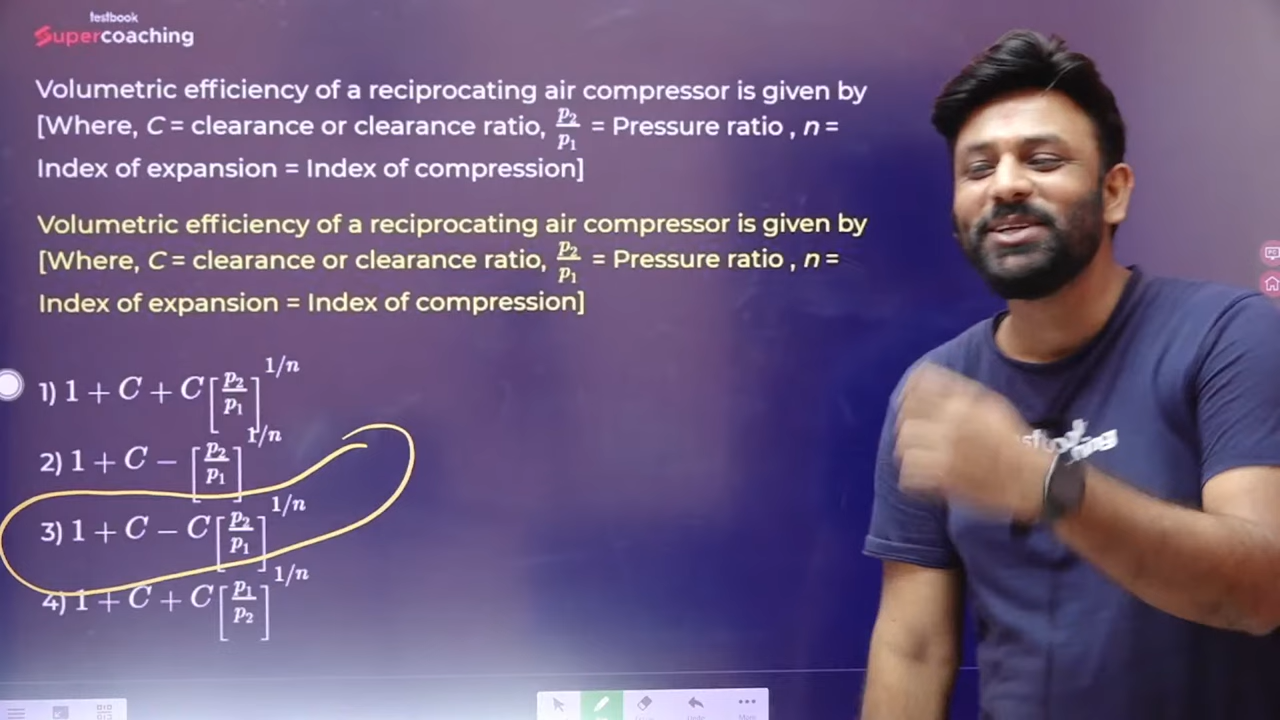 testbook
Supercoaching
Volumetric efficiency of a reciprocating air compressor is given by
[Where, C = clearance or clearance ratio, p₂/p₁ = Pressure ratio , n =
Index of expansion = Index of compression]
Volumetric efficiency of a reciprocating air compressor is given by
[Where, C = clearance or clearance ratio, p₂/p₁ = Pressure ratio , n =
Index of expansion = Index of compression]
1) 1 + C + C[p₂/p₁]^1/n
2) 1 + C − [p₂/p₁]^1/n
3) 1 + C − C[p₂/p₁]^1/n
4) 1 + C + C[p₁/p₂]^1/n